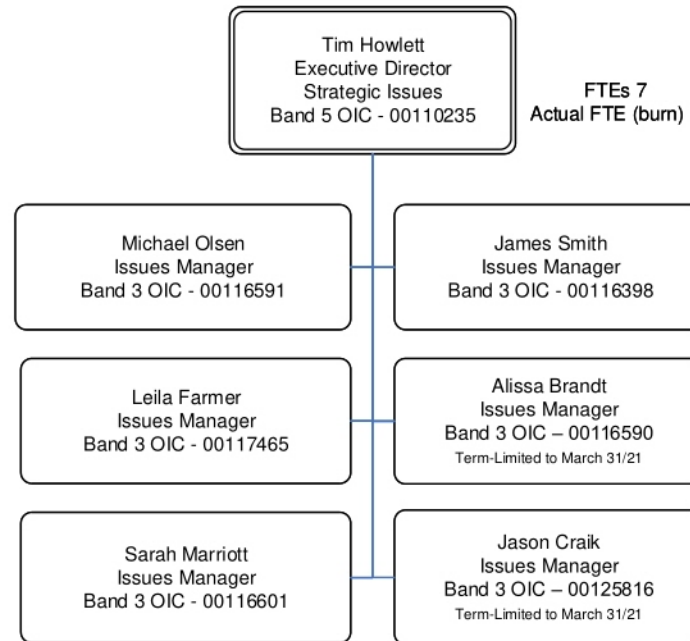 Tim Howlett
Executive Director
Strategic Issues
Band 5 OIC - 00110235
FTEs 7
Actual FTE (burn)
Michael Olsen
Issues Manager
Band 3 OIC - 00116591
James Smith
Issues Manager
Band 3 OIC - 00116398
Leila Farmer
Issues Manager
Band 3 OIC - 00117465
Alissa Brandt
Issues Manager
Band 3 OIC – 00116590
Term-Limited to March 31/21
Sarah Marriott
Issues Manager
Band 3 OIC - 00116601
Jason Craik
Issues Manager
Band 3 OIC – 00125816
Term-Limited to March 31/21